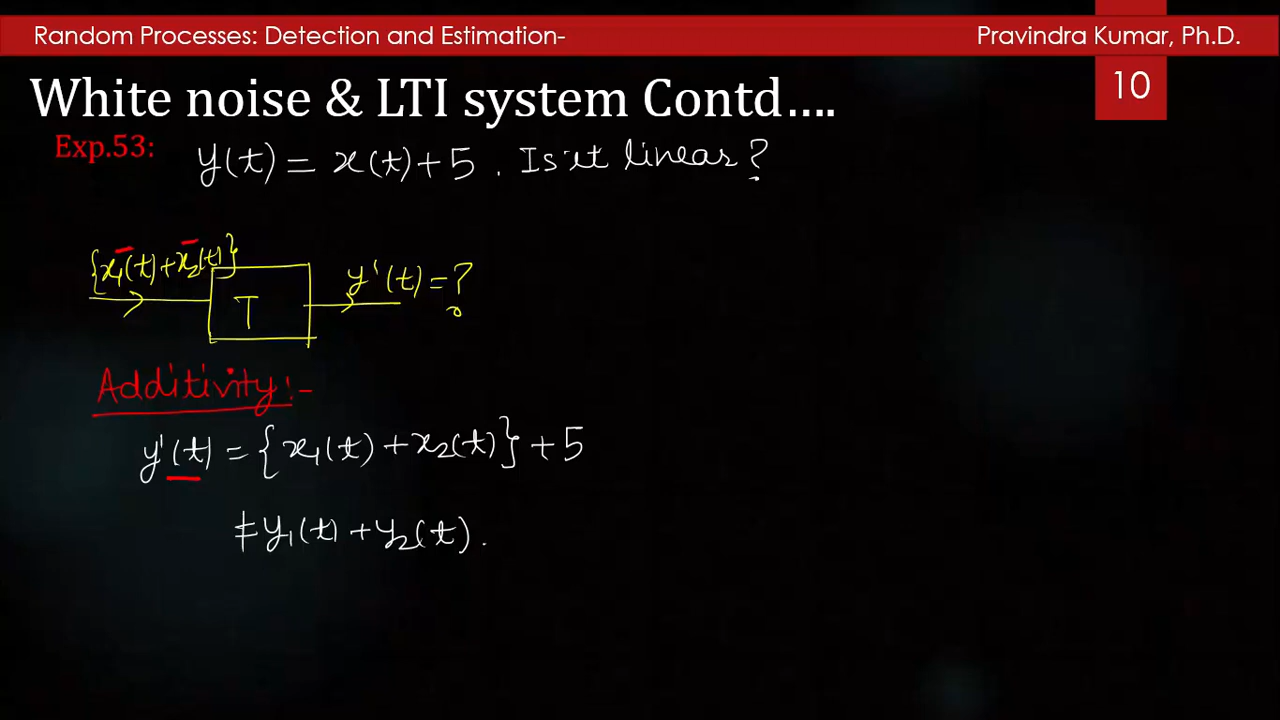 Random Processes: Detection and Estimation- Pravindra Kumar, Ph.D.
White noise & LTI system Contd…. 10
Exp.53: y(t) = x(t)+5 . Is it linear?
{x₁(t)+x₂(t)} T y'(t)=?
Additivity:-
y'(t) = {x₁(t)+x₂(t)}+5
≠y₁(t)+y₂(t).